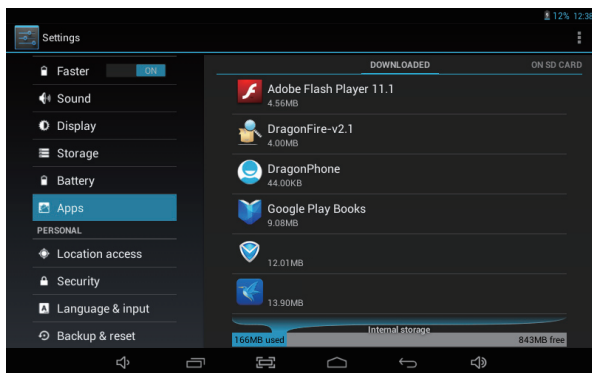 12% 12:38
Settings
Faster ON
Sound
Display
Storage
Battery
Apps
PERSONAL
Location access
Security
A Language & input
Backup & reset
DOWNLOADED ON SD CARD
Adobe Flash Player 11.1
4.56MB
DragonFire-v2.1
4.00MB
DragonPhone
44.00KB
Google Play Books
9.08MB
12.01MB
13.90MB
Internal storage
166MB used 843MB free